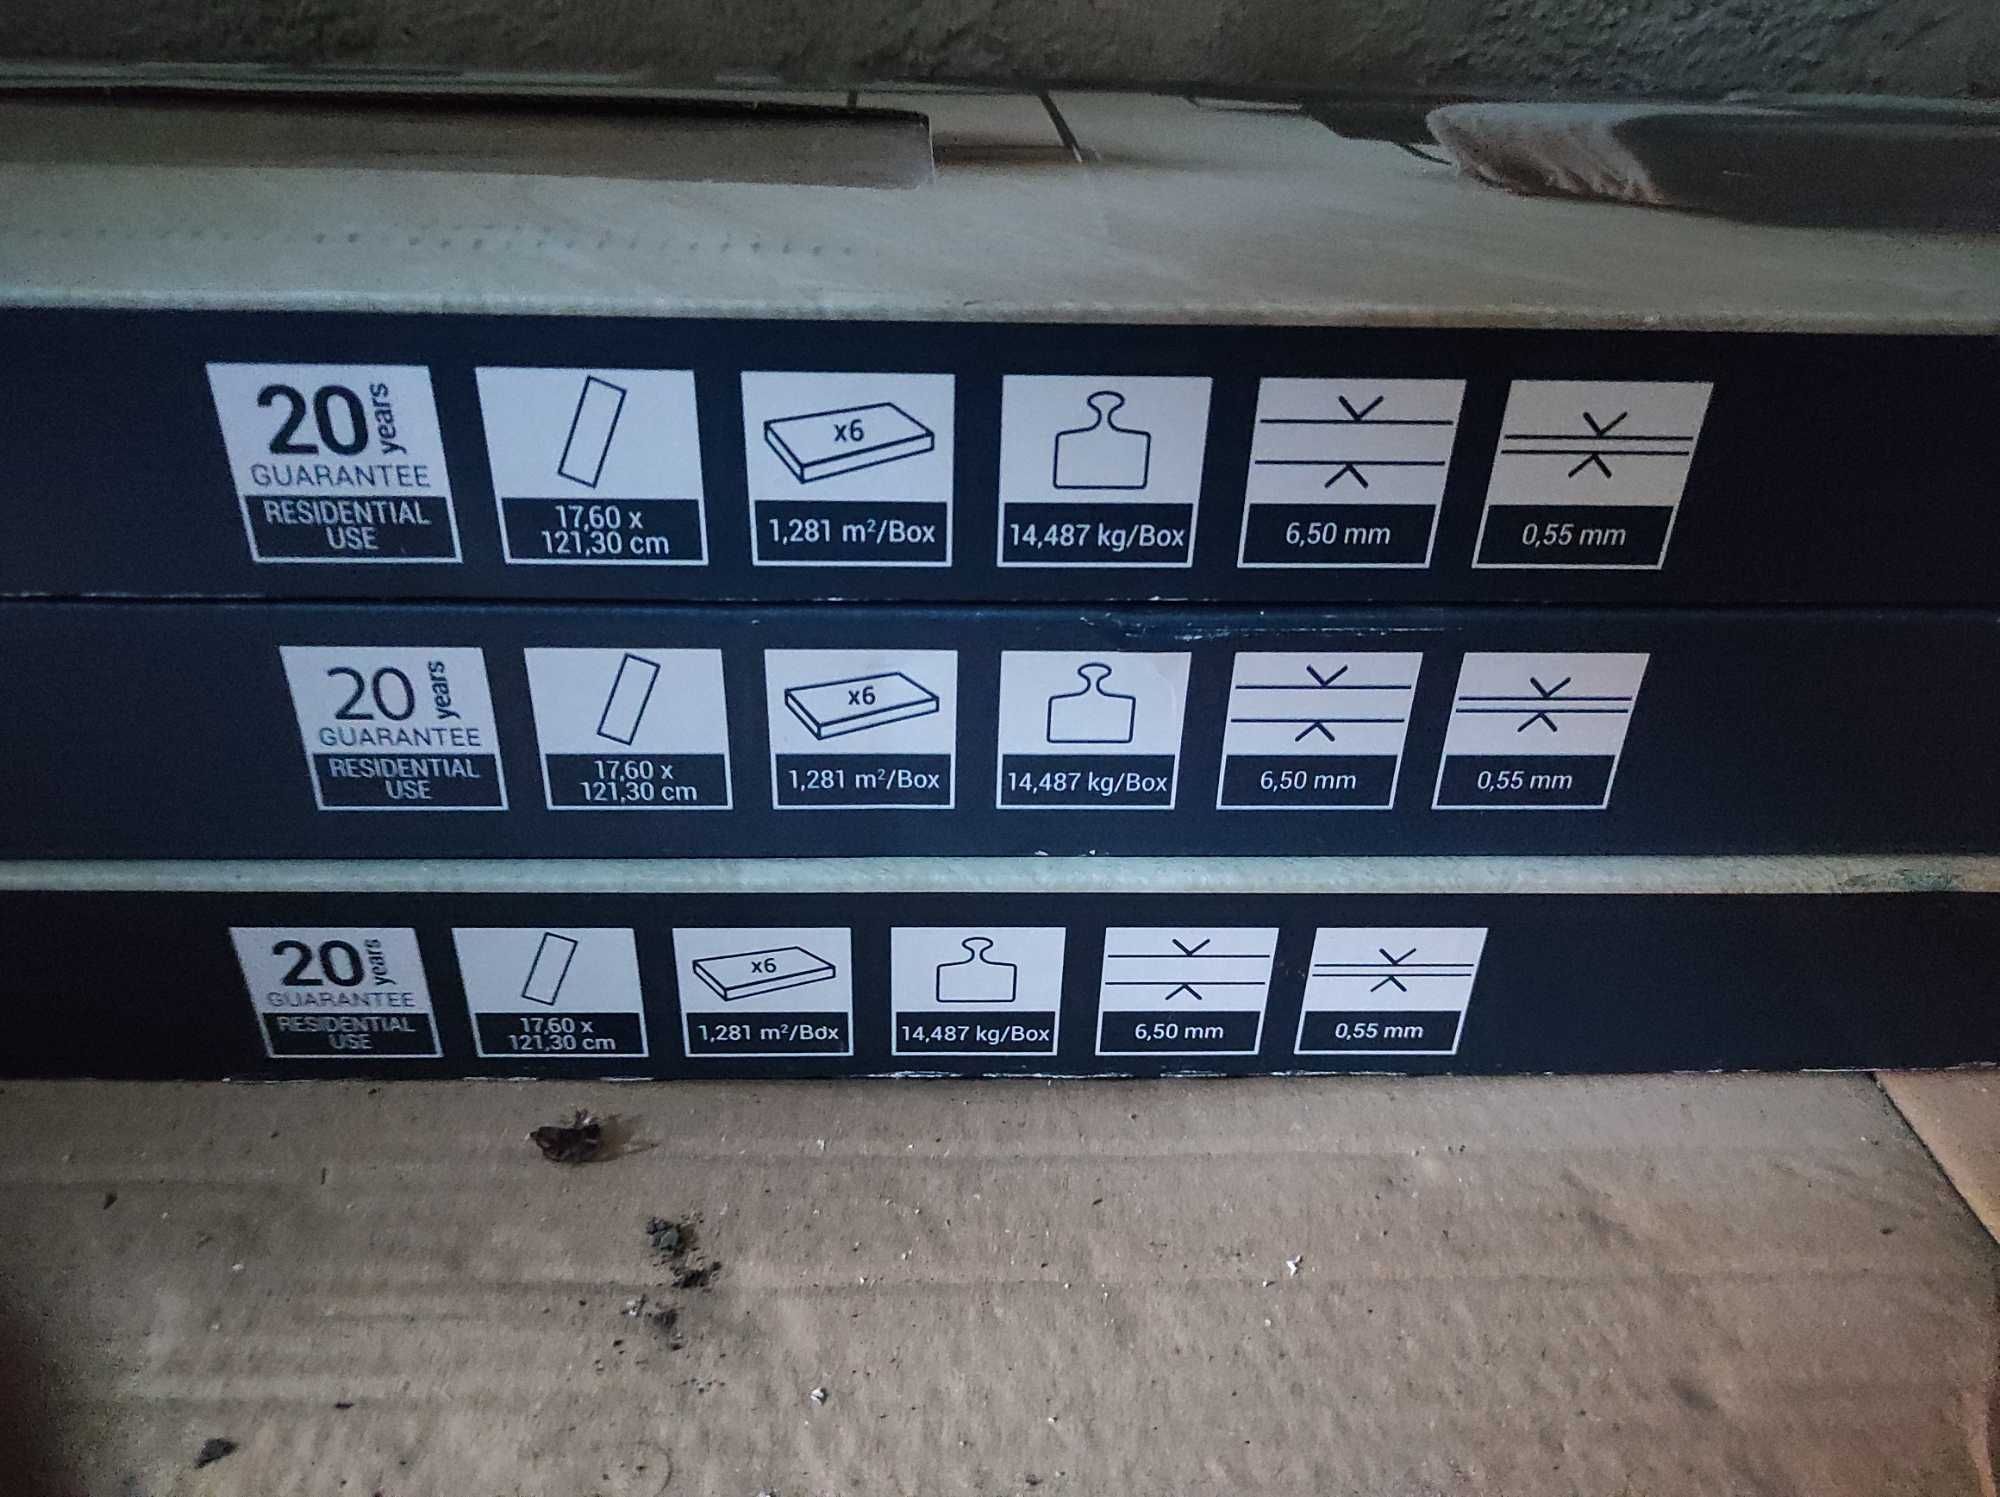 20 years
GUARANTEE
RESIDENTIAL
USE
17,60 x
121,30 cm
x6
1,281 m²/Box
14,487 kg/Box
6,50 mm
0,55 mm
20 years
GUARANTEE
RESIDENTIAL
USE
17,60 x
121,30 cm
x6
1,281 m²/Box
14,487 kg/Box
6,50 mm
0,55 mm
20 years
GUARANTEE
RESIDENTIAL
USE
17,60 x
121,30 cm
x6
1,281 m²/Box
14,487 kg/Box
6,50 mm
0,55 mm